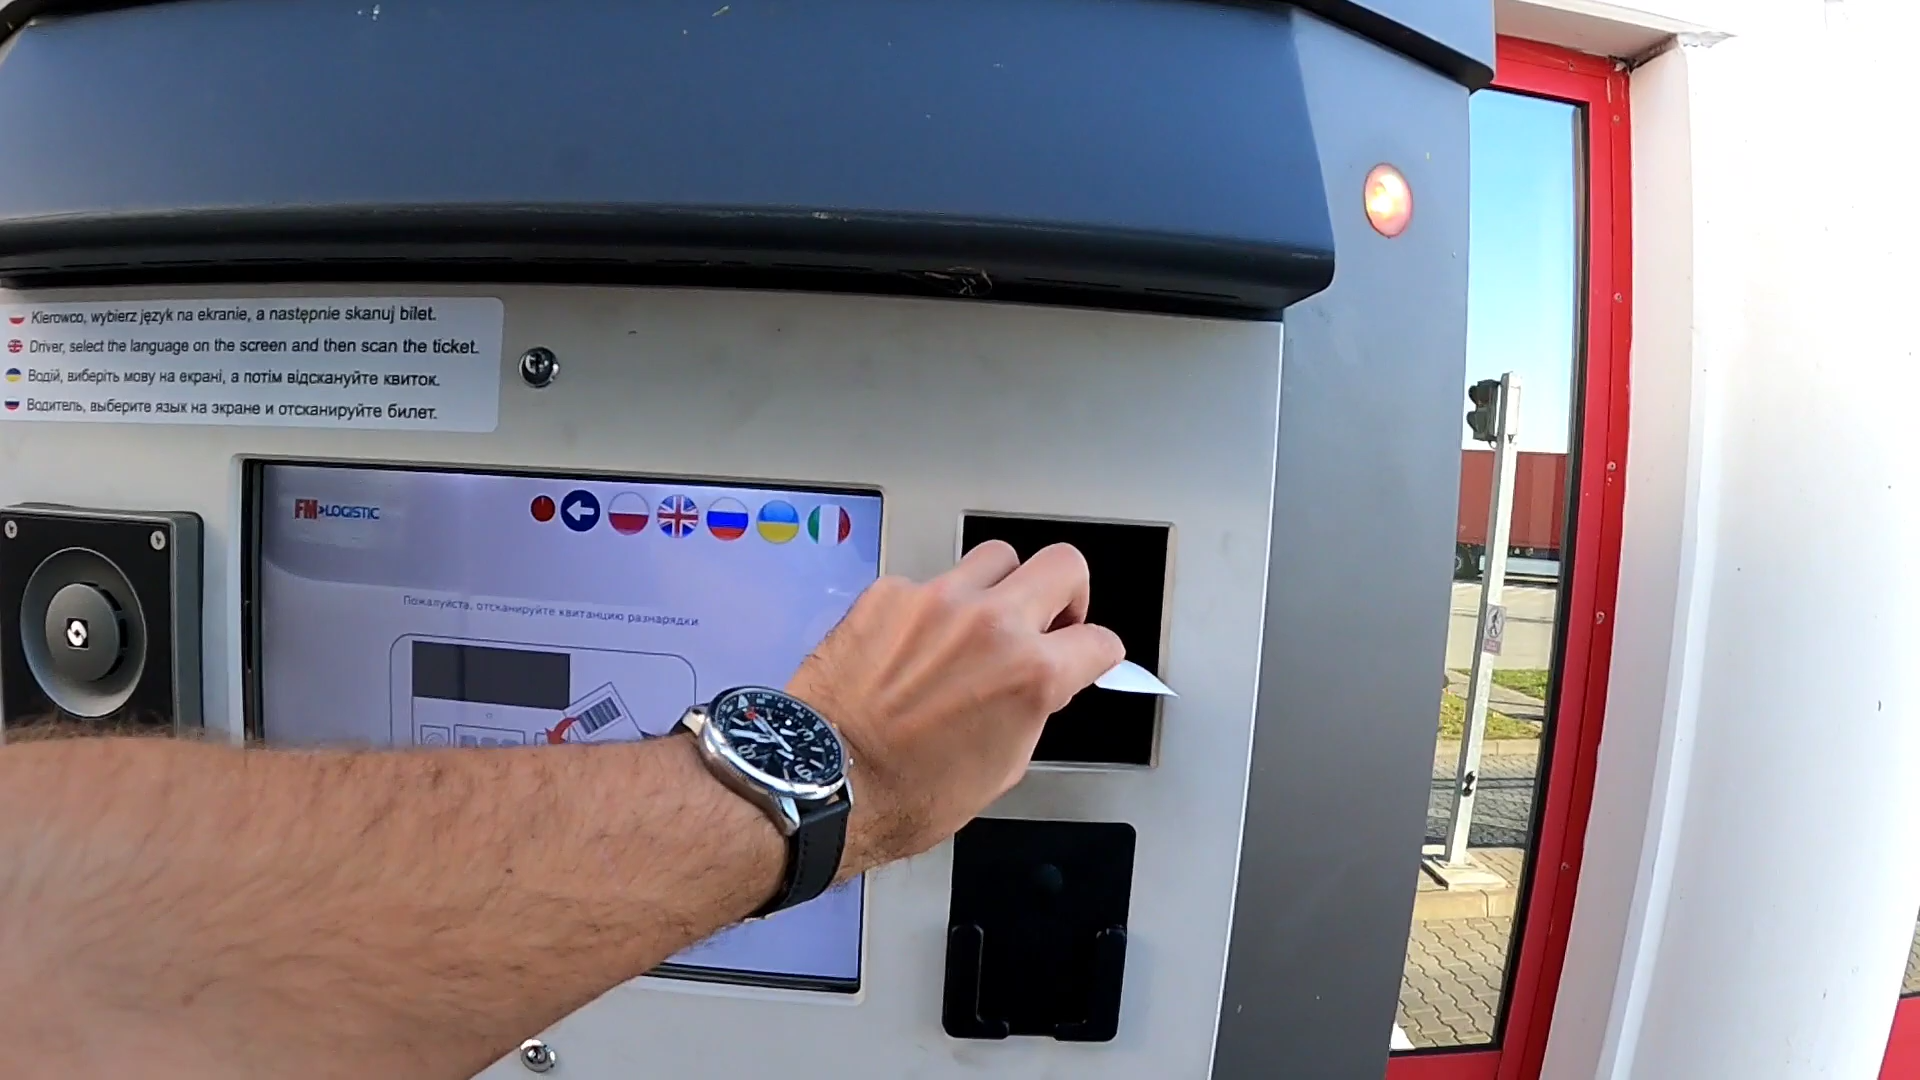 Kierowco, wybierz język na ekranie, a następnie skanuj bilet.
Driver, select the language on the screen and then scan the ticket.
Водій, виберіть мову на екрані, а потім відскануйте квиток.
Водитель, выберите язык на экране и отсканируйте билет.
FM>LOGISTIC
Пожалуйста, отсканируйте квитанцию разнарядки